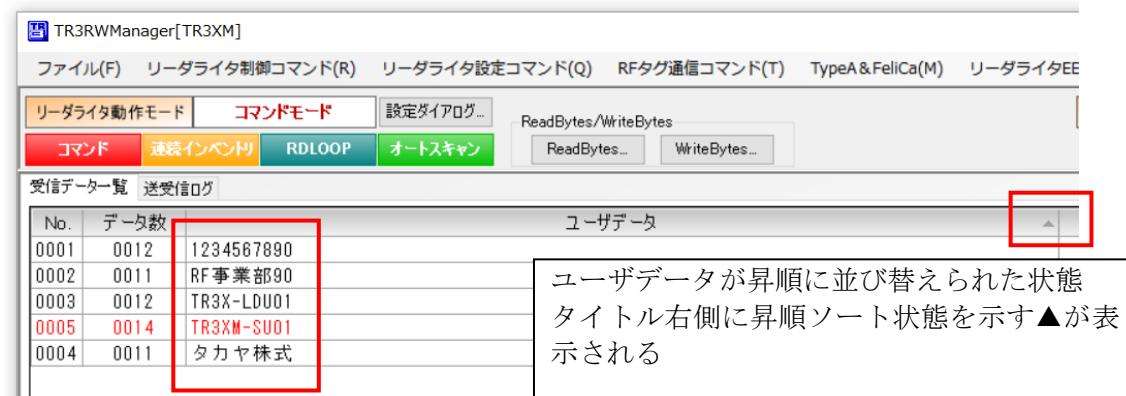 TR3RWManager[TR3XM]
ファイル(F) リーダライタ制御コマンド(R) リーダライタ設定コマンド(Q) RFタグ通信コマンド(T) TypeA&FeliCa(M) リーダライタEE
リーダライタ動作モード コマンドモード 設定ダイアログ...
ReadBytes/WriteBytes
コマンド 連続インベントリ RDLOOP オートスキャン ReadBytes... WriteBytes...
受信データ一覧 送受信ログ
No. データ数 ユーザデータ
0001 0012 1234567890
0002 0011 RF事業部90
0003 0012 TR3X-LDU01
0005 0014 TR3XM-SU01
0004 0011 タカヤ株式
ユーザデータが昇順に並び替えられた状態
タイトル右側に昇順ソート状態を示す▲が表
示される